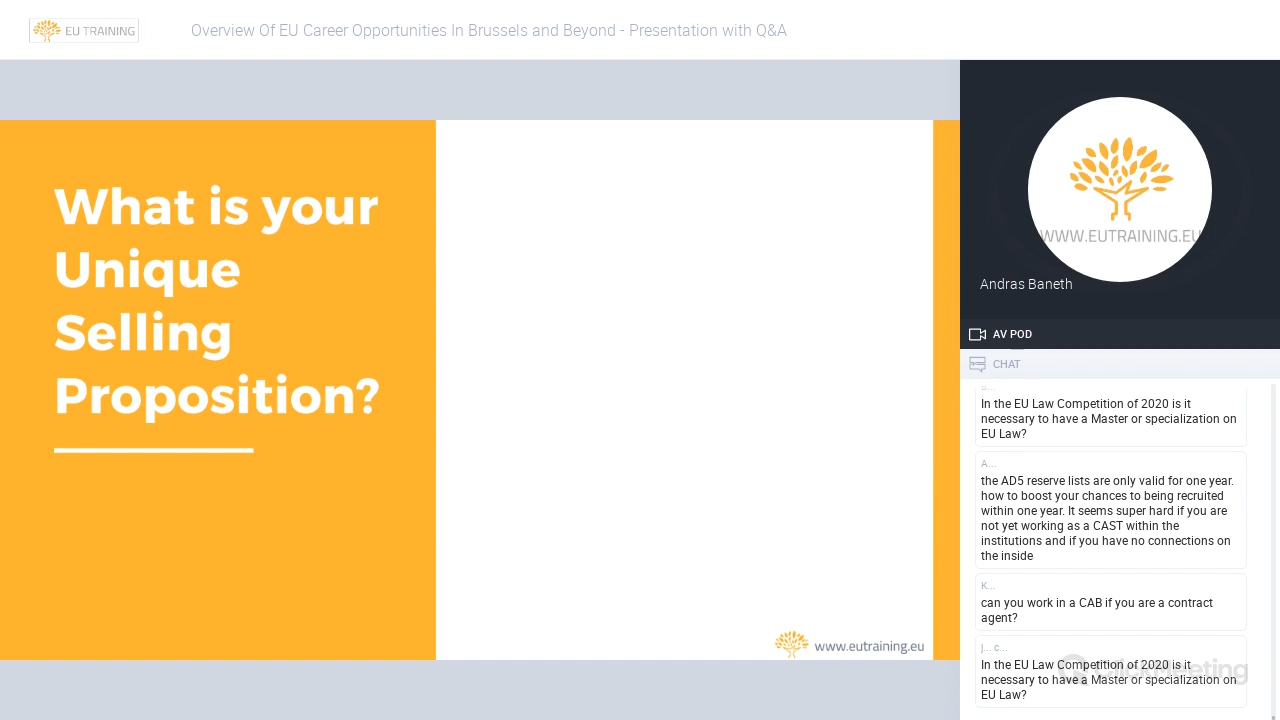 EU TRAINING
Overview Of EU Career Opportunities In Brussels and Beyond - Presentation with Q&A
What is your
Unique
Selling
Proposition?
www.eutraining.eu
WWW.EUTRAINING.EU
Andras Baneth
AV POD
CHAT
In the EU Law Competition of 2020 is it
necessary to have a Master or specialization on
EU Law?
A...
the AD5 reserve lists are only valid for one year.
how to boost your chances to being recruited
within one year. It seems super hard if you are
not yet working as a CAST within the
institutions and if you have no connections on
the inside
K...
can you work in a CAB if you are a contract
agent?
j... c...
In the EU Law Competition of 2020 is it
necessary to have a Master or specialization on
EU Law?
ClickMeeting